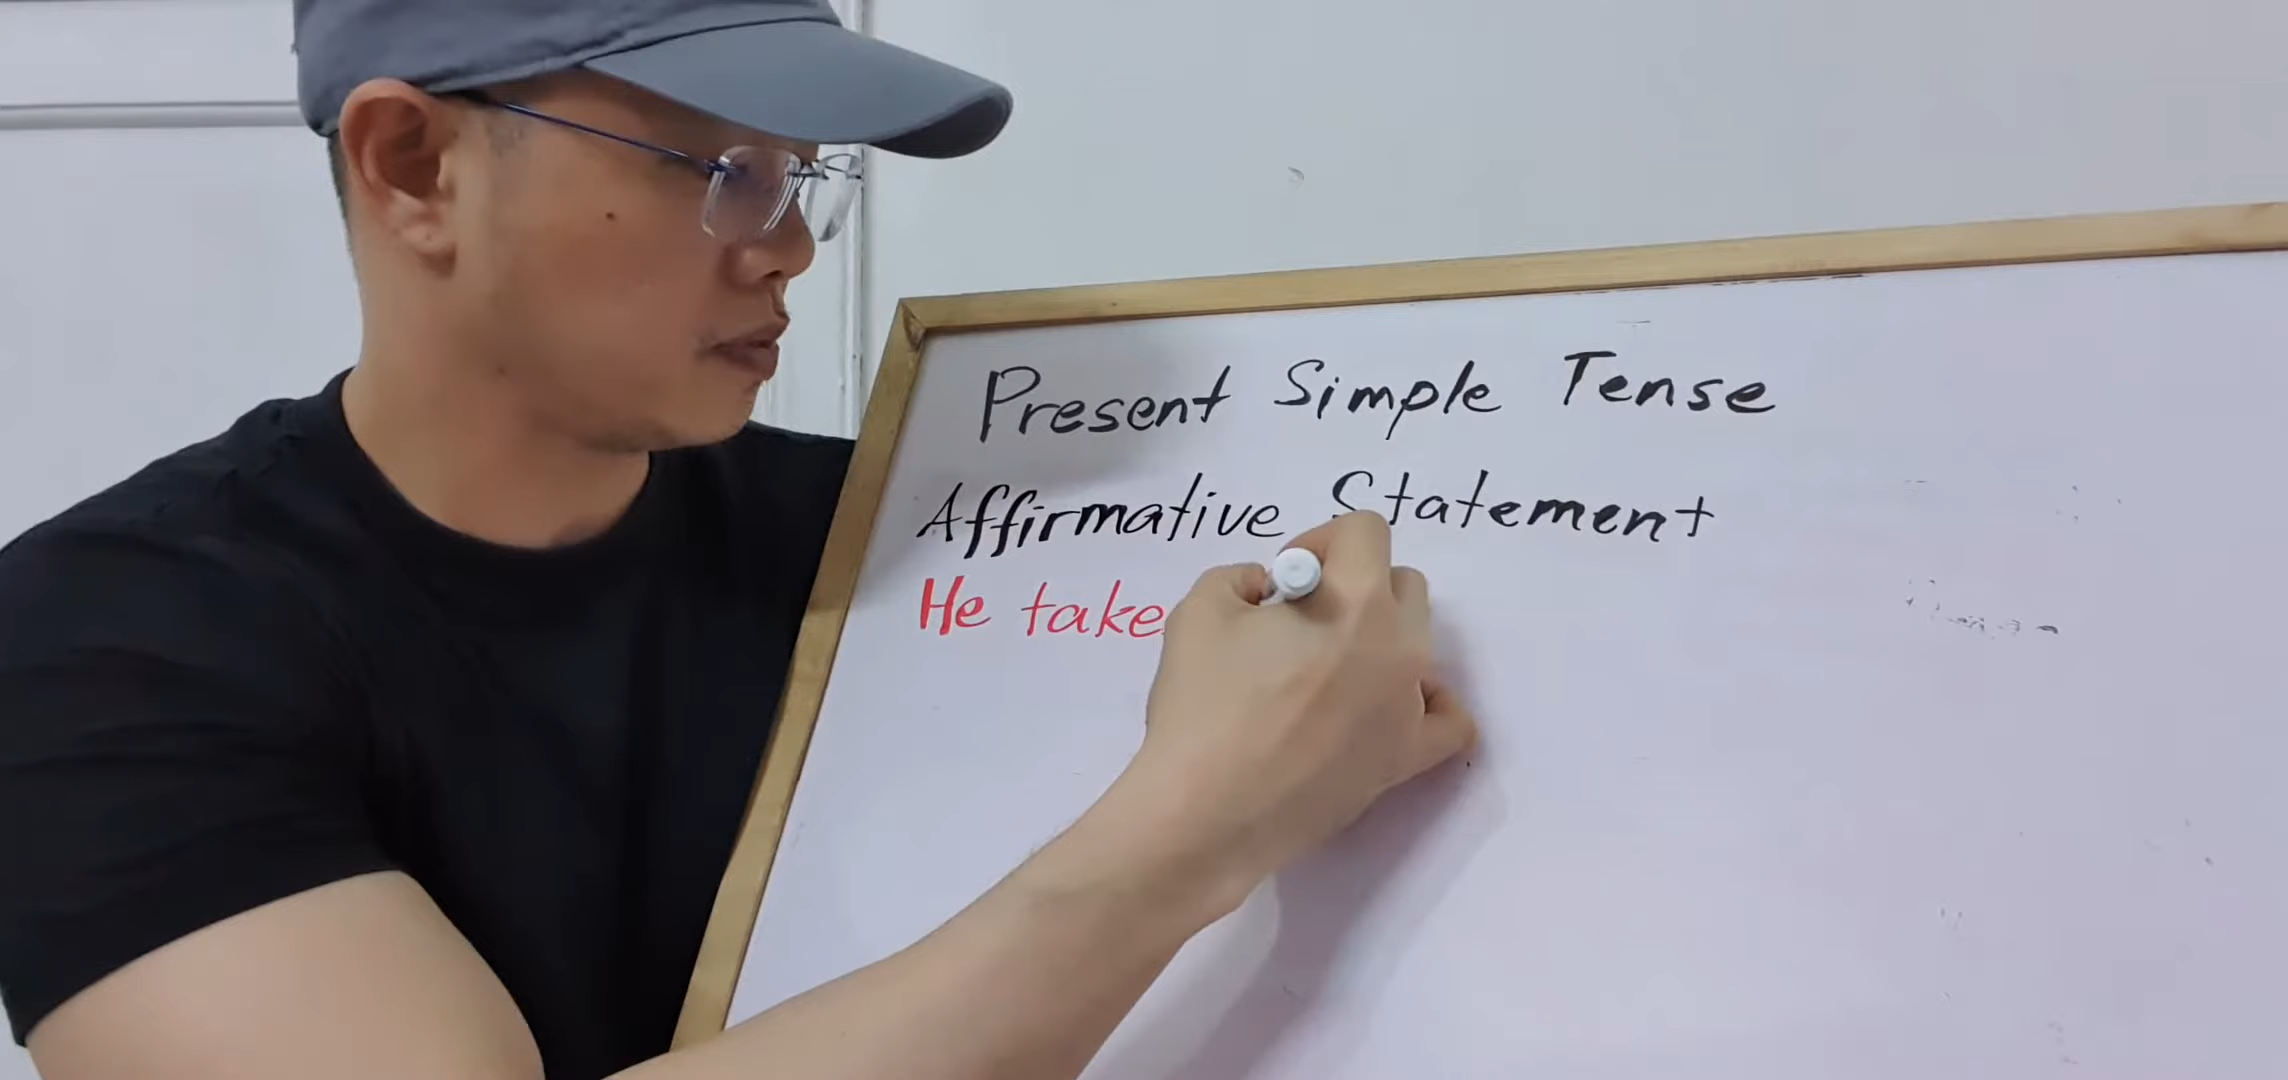 Present Simple Tense
Affirmative Statement
He take